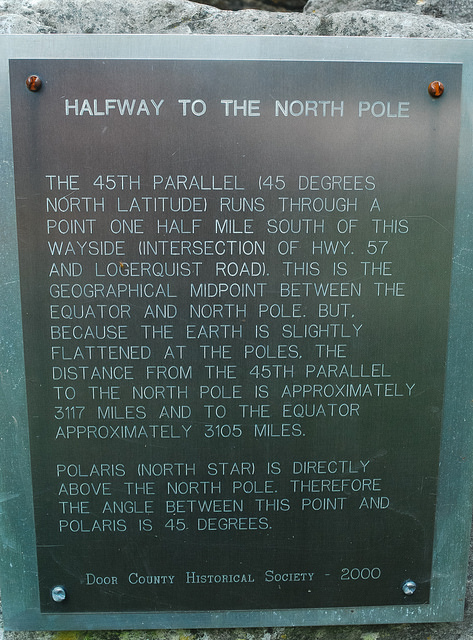 HALFWAY TO THE NORTH POLE
THE 45TH PARALLEL (45 DEGREES
NORTH LATITUDE) RUNS THROUGH A
POINT ONE HALF MILE SOUTH OF THIS
WAYSIDE (INTERSECTION OF HWY. 57
AND LOGERQUIST ROAD). THIS IS THE
GEOGRAPHICAL MIDPOINT BETWEEN THE
EQUATOR AND NORTH POLE. BUT,
BECAUSE THE EARTH IS SLIGHTLY
FLATTENED AT THE POLES, THE
DISTANCE FROM THE 45TH PARALLEL
TO THE NORTH POLE IS APPROXIMATELY
3117 MILES AND TO THE EQUATOR
APPROXIMATELY 3105 MILES.
POLARIS (NORTH STAR) IS DIRECTLY
ABOVE THE NORTH POLE. THEREFORE
THE ANGLE BETWEEN THIS POINT AND
POLARIS IS 45 DEGREES.
DOOR COUNTY HISTORICAL SOCIETY - 2000